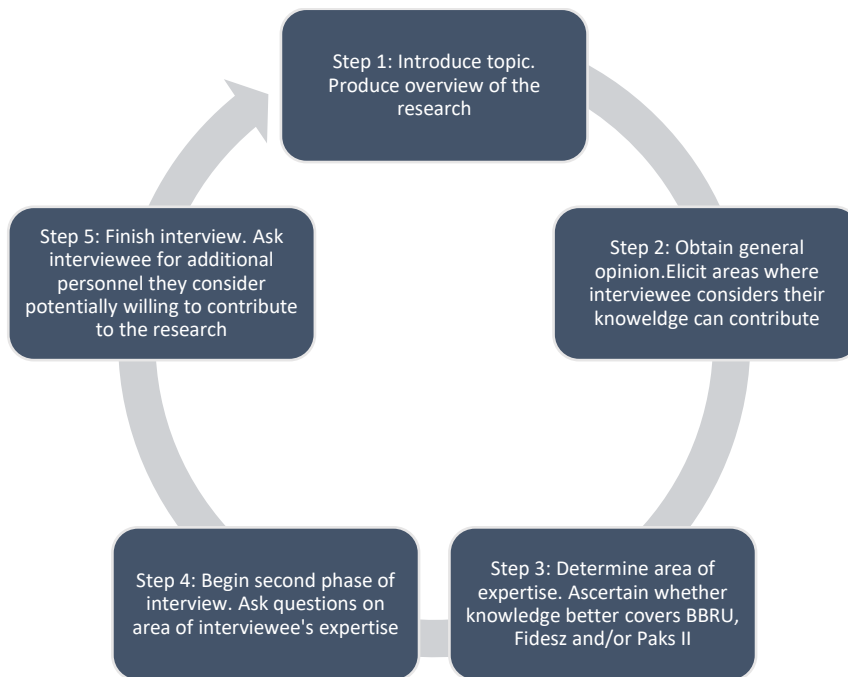 Step 1: Introduce topic.
Produce overview of the
research
Step 2: Obtain general
opinion.Elicit areas where
interviewee considers their
knoweldge can contribute
Step 3: Determine area of
expertise. Ascertain whether
knowledge better covers BBRU,
Fidesz and/or Paks II
Step 4: Begin second phase of
interview. Ask questions on
area of interviewee's expertise
Step 5: Finish interview. Ask
interviewee for additional
personnel they consider
potentially willing to contribute
to the research